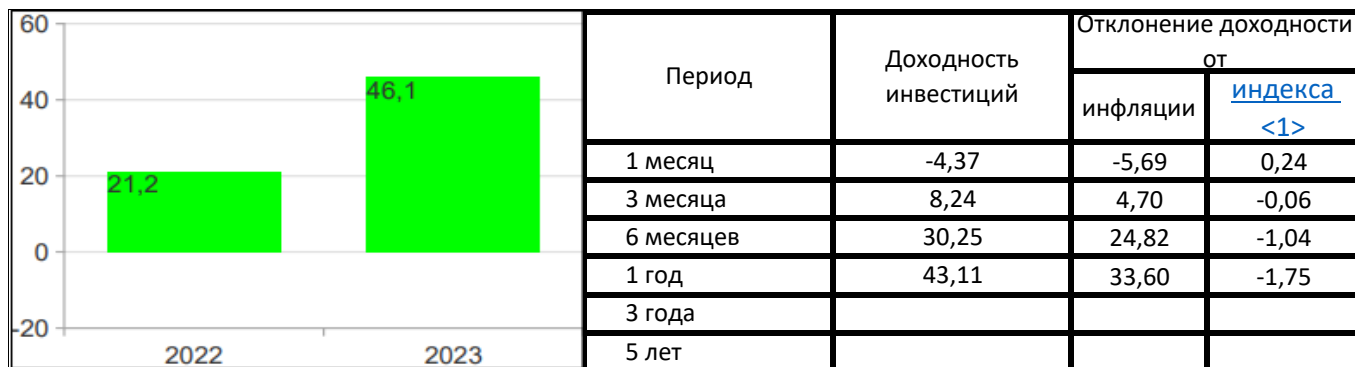 60
40
20
0
-20
21,2
46,1
2022
2023
Период
Доходность
инвестиций
Отклонение доходности
от
инфляции
индекса
<1>
1 месяц -4,37 -5,69 0,24
3 месяца 8,24 4,70 -0,06
6 месяцев 30,25 24,82 -1,04
1 год 43,11 33,60 -1,75
3 года
5 лет